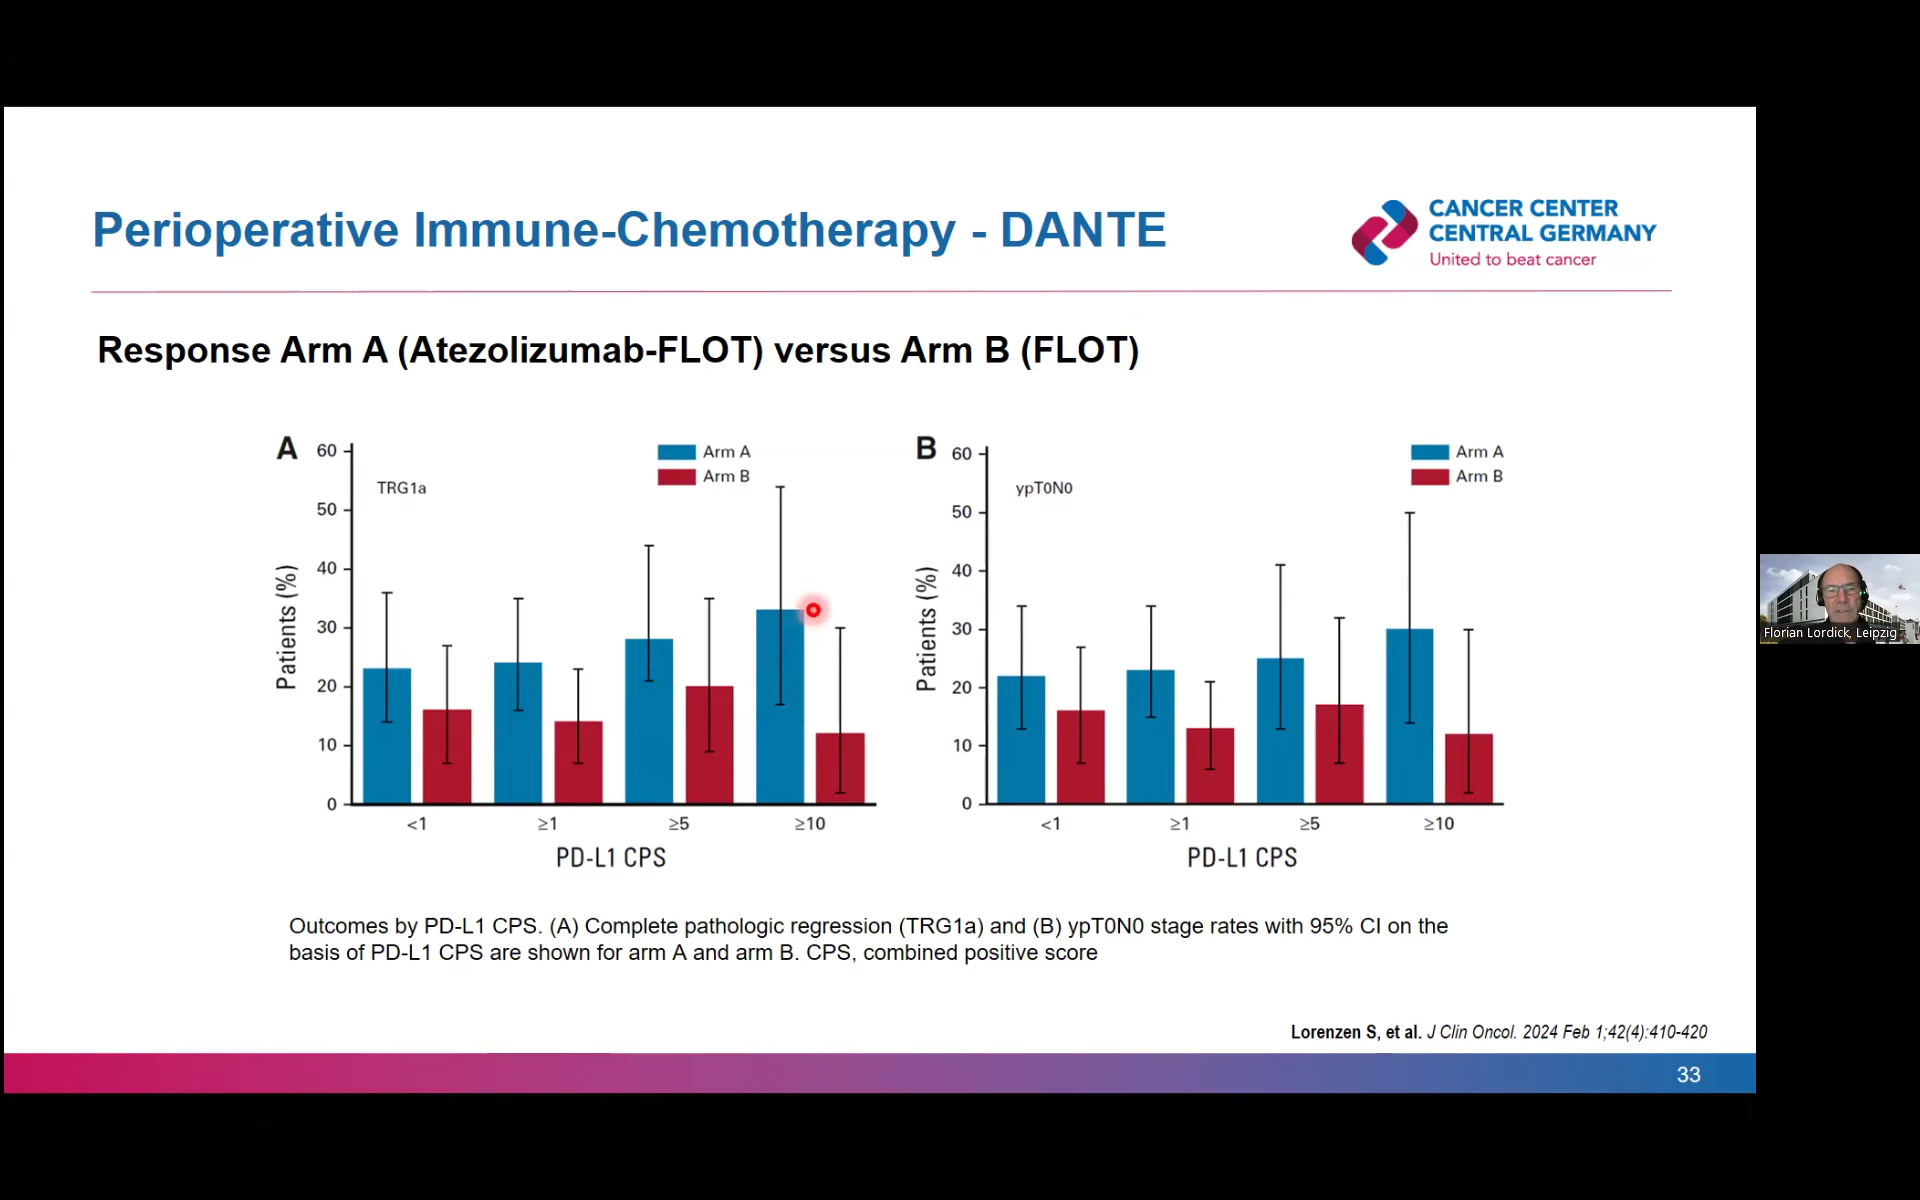 Perioperative Immune-Chemotherapy - DANTE
CANCER CENTER
CENTRAL GERMANY
United to beat cancer
Response Arm A (Atezolizumab-FLOT) versus Arm B (FLOT)
A
60
50
40
30
20
10
0
Patients (%)
TRG1a
Arm A
Arm B
<1
≥1
≥5
≥10
PD-L1 CPS
B
60
50
40
30
20
10
0
Patients (%)
ypT0N0
Arm A
Arm B
<1
≥1
≥5
≥10
PD-L1 CPS
Florian Lordick, Leipzig
Outcomes by PD-L1 CPS. (A) Complete pathologic regression (TRG1a) and (B) ypT0N0 stage rates with 95% CI on the
basis of PD-L1 CPS are shown for arm A and arm B. CPS, combined positive score
Lorenzen S, et al. J Clin Oncol. 2024 Feb 1;42(4):410-420
33